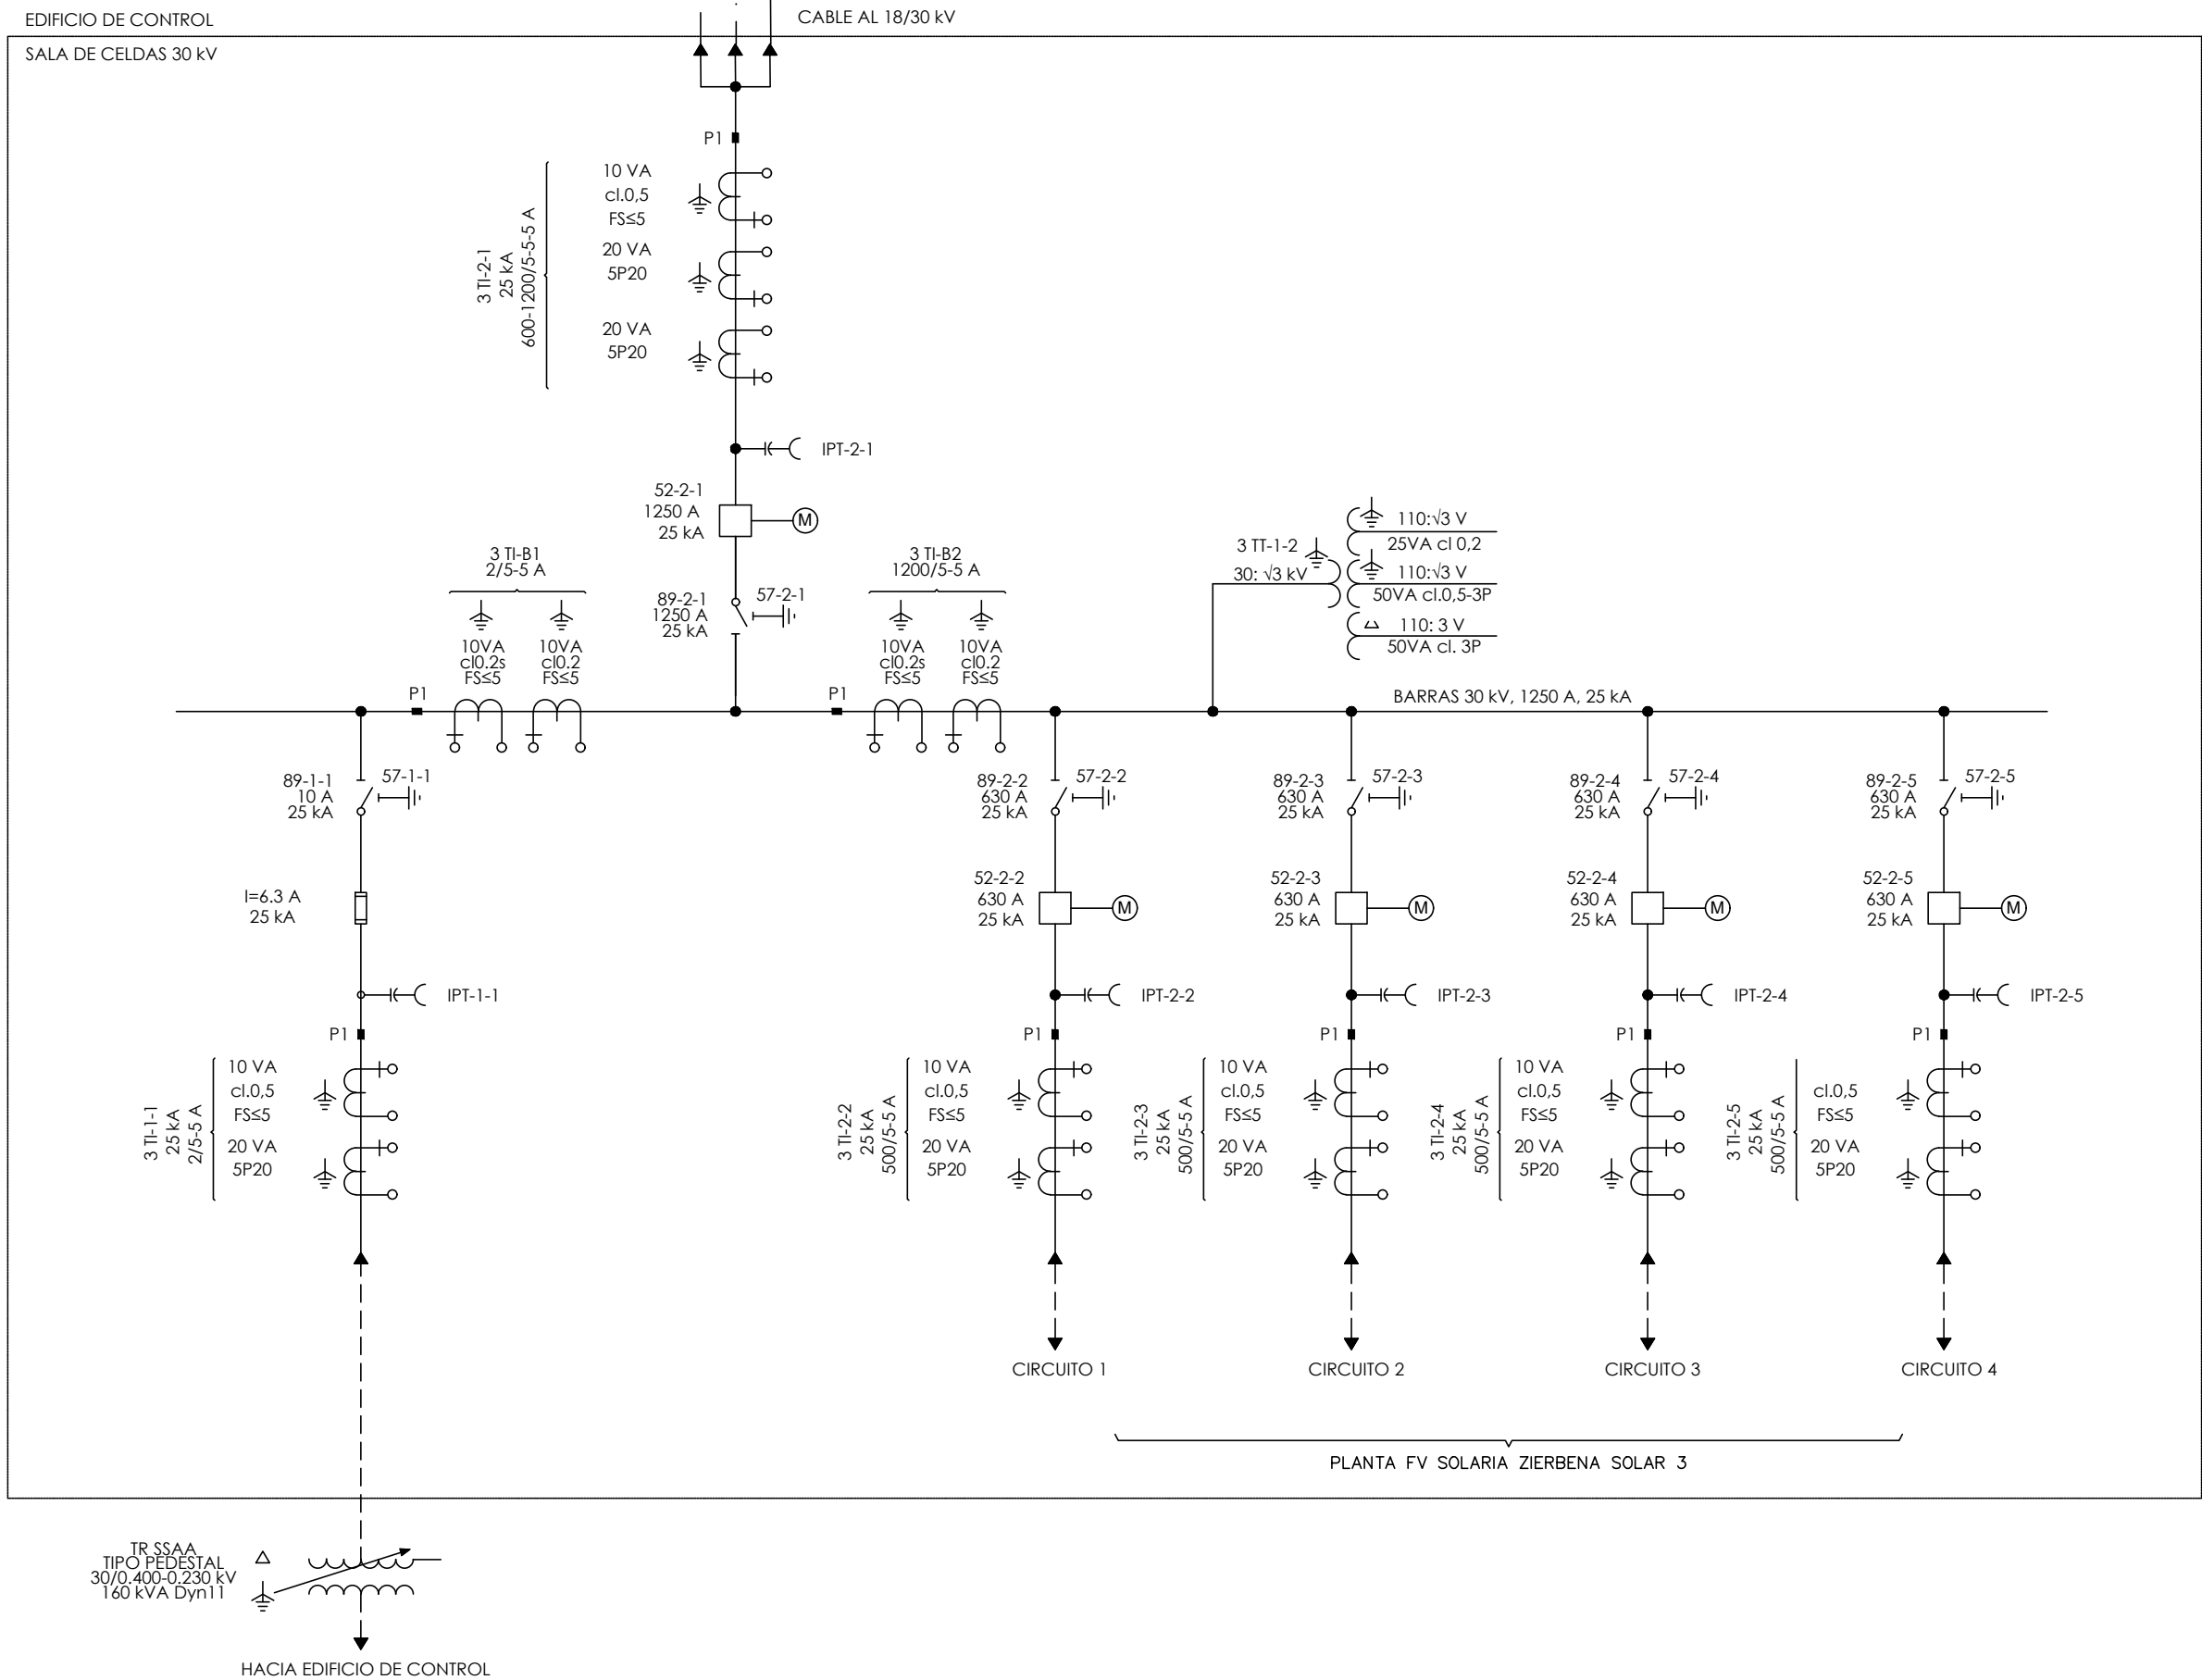 EDIFICIO DE CONTROL
CABLE AL 18/30 kV
SALA DE CELDAS 30 kV
P1
3 TI-2-1
25 kA
600-1200/5-5-5 A
10 VA
cl.0,5
FS≤5
20 VA
5P20
20 VA
5P20
IPT-2-1
52-2-1
1250 A
25 kA
M
89-2-1
1250 A
25 kA
57-2-1
3 TI-B1
2/5-5 A
10VA
cl0.2s
FS≤5
10VA
cl0.2
FS≤5
P1
3 TI-B2
1200/5-5 A
10VA
cl0.2s
FS≤5
10VA
cl0.2
FS≤5
P1
3 TT-1-2
30: √3 kV
110:√3 V
25VA cl 0,2
110:√3 V
50VA cl.0,5-3P
110: 3 V
50VA cl. 3P
BARRAS 30 kV, 1250 A, 25 kA
89-1-1
10 A
25 kA
57-1-1
I=6.3 A
25 kA
IPT-1-1
P1
3 TI-1-1
25 kA
2/5-5 A
10 VA
cl.0,5
FS≤5
20 VA
5P20
89-2-2
630 A
25 kA
57-2-2
52-2-2
630 A
25 kA
M
IPT-2-2
P1
3 TI-2-2
25 kA
500/5-5 A
10 VA
cl.0,5
FS≤5
20 VA
5P20
CIRCUITO 1
89-2-3
630 A
25 kA
57-2-3
52-2-3
630 A
25 kA
M
IPT-2-3
P1
3 TI-2-3
25 kA
500/5-5 A
10 VA
cl.0,5
FS≤5
20 VA
5P20
CIRCUITO 2
89-2-4
630 A
25 kA
57-2-4
52-2-4
630 A
25 kA
M
IPT-2-4
P1
3 TI-2-4
25 kA
500/5-5 A
10 VA
cl.0,5
FS≤5
20 VA
5P20
CIRCUITO 3
89-2-5
630 A
25 kA
57-2-5
52-2-5
630 A
25 kA
M
IPT-2-5
P1
3 TI-2-5
25 kA
500/5-5 A
cl.0,5
FS≤5
20 VA
5P20
CIRCUITO 4
PLANTA FV SOLARIA ZIERBENA SOLAR 3
TR SSAA
TIPO PEDESTAL
30/0.400-0.230 kV
160 kVA Dyn11
HACIA EDIFICIO DE CONTROL